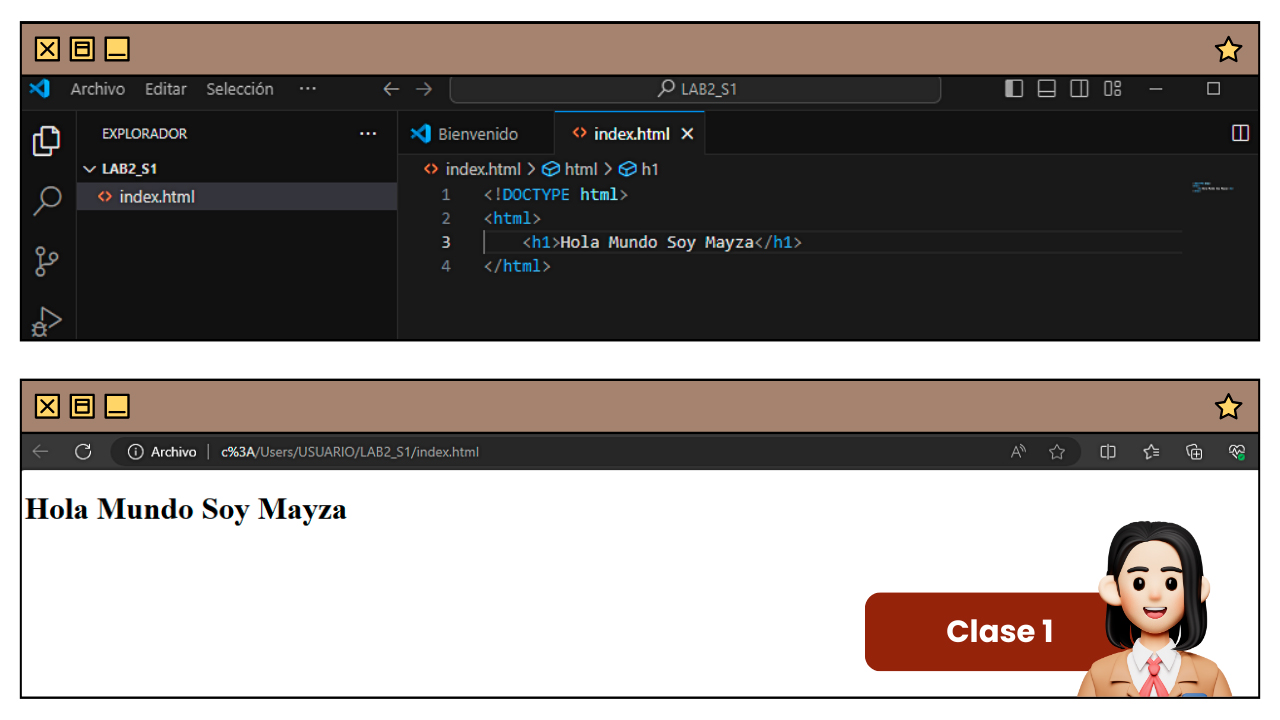 Archivo Editar Selección ··· LAB2_S1
EXPLORADOR ···
LAB2_S1
index.html
Bienvenido index.html
index.html > html > h1
1 <!DOCTYPE html>
2 <html>
3 <h1>Hola Mundo Soy Mayza</h1>
4 </html>
Archivo | c%3A/Users/USUARIO/LAB2_S1/index.html
Hola Mundo Soy Mayza
Clase 1